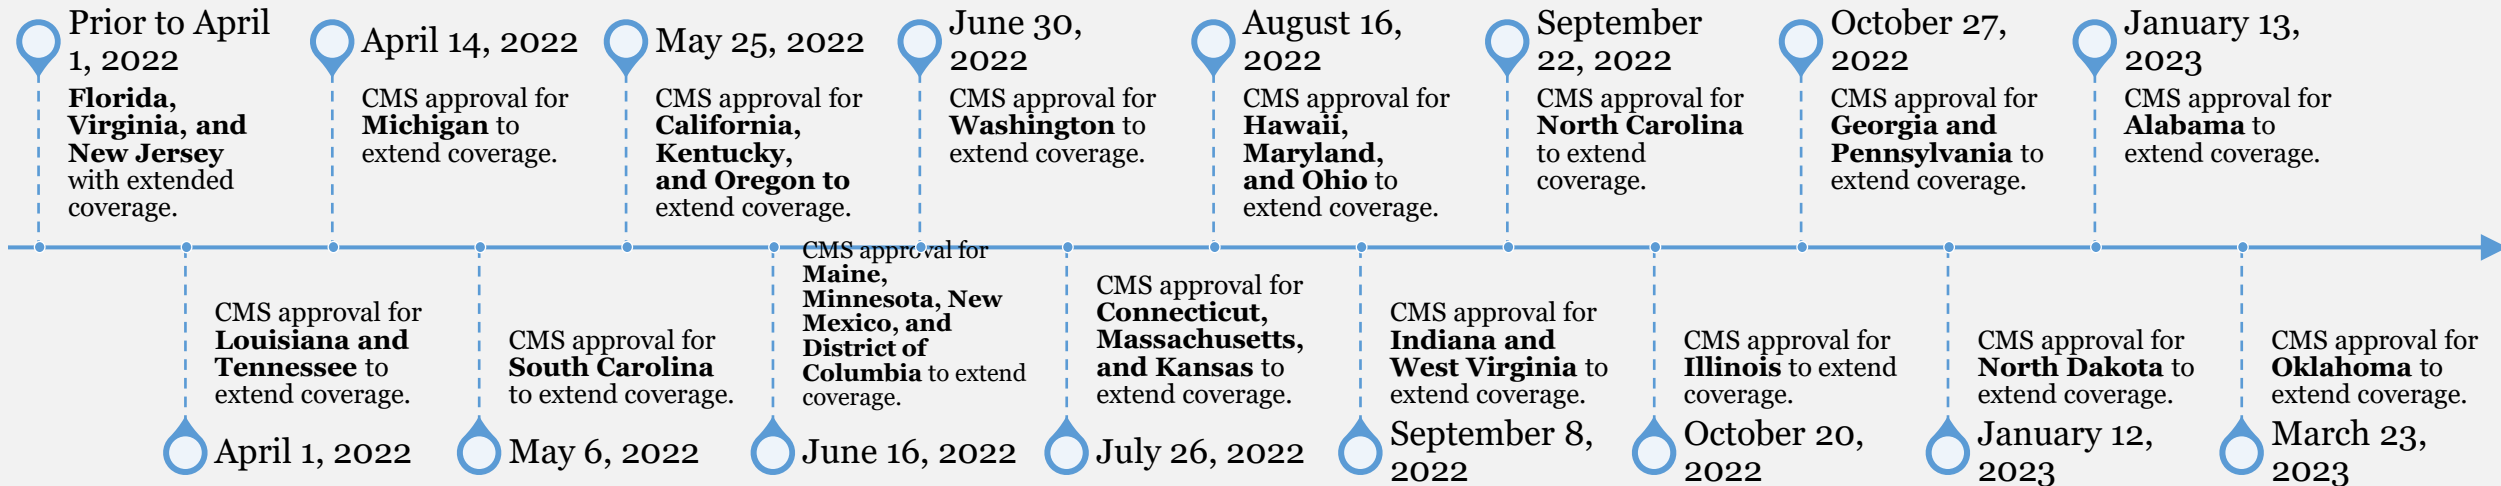 Prior to April
1, 2022
Florida,
Virginia, and
New Jersey
with extended
coverage.
April 14, 2022
CMS approval for
Michigan to
extend coverage.
May 25, 2022
CMS approval for
California,
Kentucky,
and Oregon to
extend coverage.
June 30,
2022
CMS approval for
Washington to
extend coverage.
August 16,
2022
CMS approval for
Hawaii,
Maryland,
and Ohio to
extend coverage.
September
22, 2022
CMS approval for
North Carolina
to extend
coverage.
October 27,
2022
CMS approval for
Georgia and
Pennsylvania to
extend coverage.
January 13,
2023
CMS approval for
Alabama to
extend coverage.
CMS approval for
Louisiana and
Tennessee to
extend coverage.
April 1, 2022
CMS approval for
South Carolina
to extend coverage.
May 6, 2022
CMS approval for
Maine,
Minnesota, New
Mexico, and
District of
Columbia to extend
coverage.
June 16, 2022
CMS approval for
Connecticut,
Massachusetts,
and Kansas to
extend coverage.
July 26, 2022
CMS approval for
Indiana and
West Virginia to
extend coverage.
September 8,
2022
CMS approval for
Illinois to extend
coverage.
October 20,
2022
CMS approval for
North Dakota to
extend coverage.
January 12,
2023
CMS approval for
Oklahoma to
extend coverage.
March 23,
2023